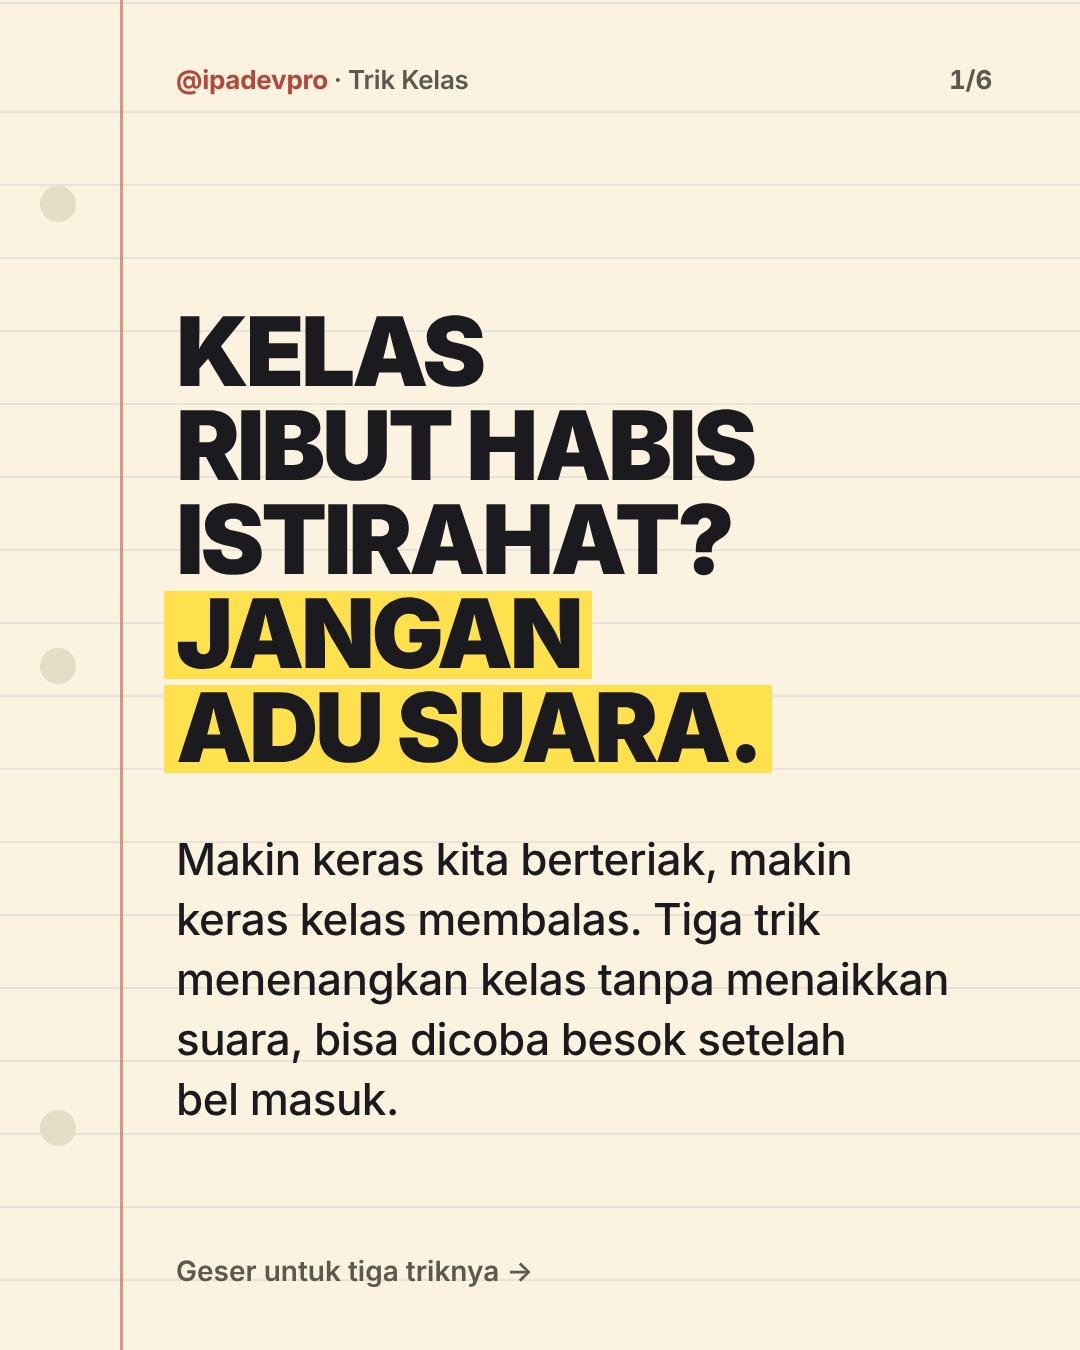 @ipadevpro · Trik Kelas
1/6
KELAS
RIBUT HABIS
ISTIRAHAT?
JANGAN
ADU SUARA.
Makin keras kita berteriak, makin
keras kelas membalas. Tiga trik
menenangkan kelas tanpa menaikkan
suara, bisa dicoba besok setelah
bel masuk.
Geser untuk tiga triknya →